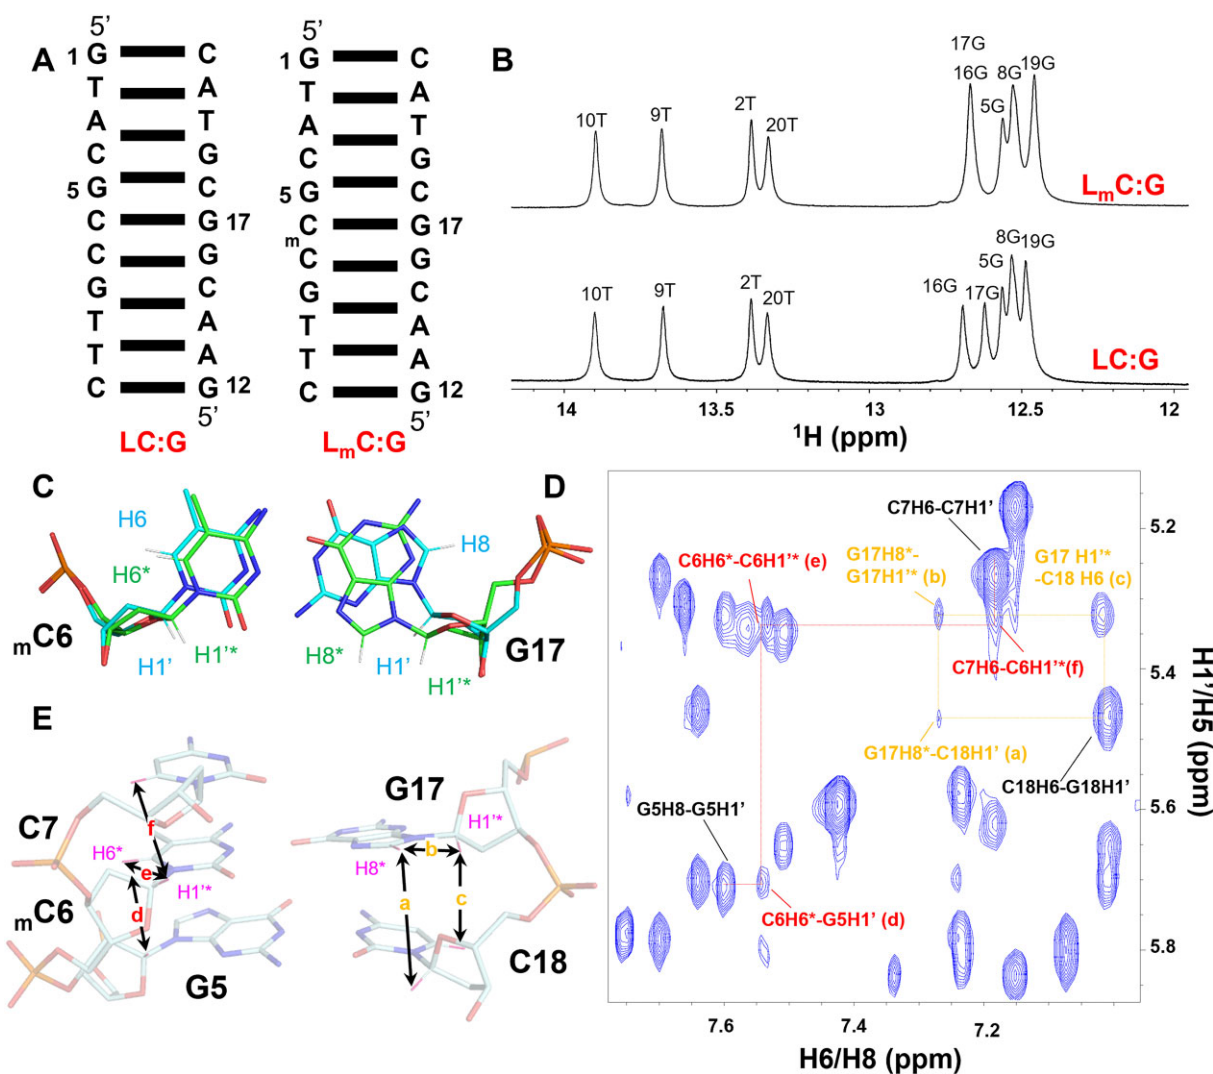 A
5'
1 G C
T A
A T
C G
5 G C
C G 17
C G
G C
T A
T A
C G 12
5'
LC:G
5'
1 G C
T A
A T
C G
5 G C
m C G 17
C G
G C
T A
T A
C G 12
5'
LmC:G
B
10T
9T
2T
20T
17G
16G
5G
8G
19G
LmC:G
10T
9T
2T
20T
16G
17G
5G
8G
19G
LC:G
14
13.5
13
12.5
12
1H (ppm)
C
H6
H6*
mC6
H1'
H1'*
H8
H8*
H1'
H1'*
G17
D
C7H6-C7H1'
C6H6*-C6H1'* (e)
G17H8*-
G17H1'* (b)
G17 H1'*
-C18 H6 (c)
C7H6-C6H1'*(f)
G17H8*-C18H1' (a)
C18H6-G18H1'
G5H8-G5H1'
C6H6*-G5H1' (d)
5.2
5.4
5.6
5.8
H1'/H5 (ppm)
7.6
7.4
7.2
H6/H8 (ppm)
E
C7
f
H6*
e
H1'*
mC6
d
G5
G17
H1'*
b
H8*
a
c
C18